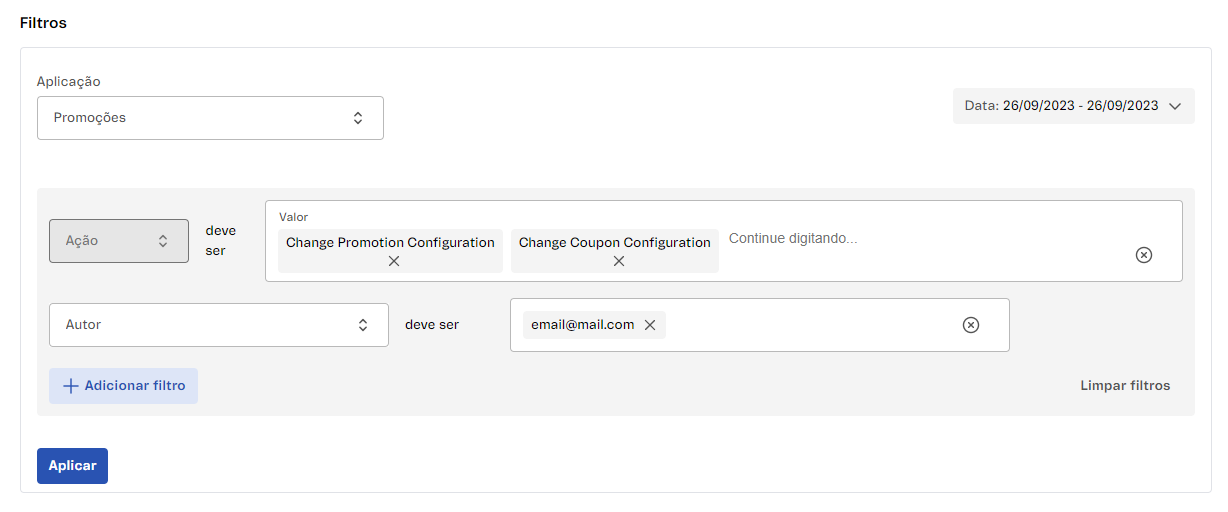 Filtros
Aplicação
Promoções
Data: 26/09/2023 - 26/09/2023
Ação
deve
ser
Valor
Change Promotion Configuration
Change Coupon Configuration
Continue digitando...
Autor
deve ser
email@mail.com
Adicionar filtro
Limpar filtros
Aplicar